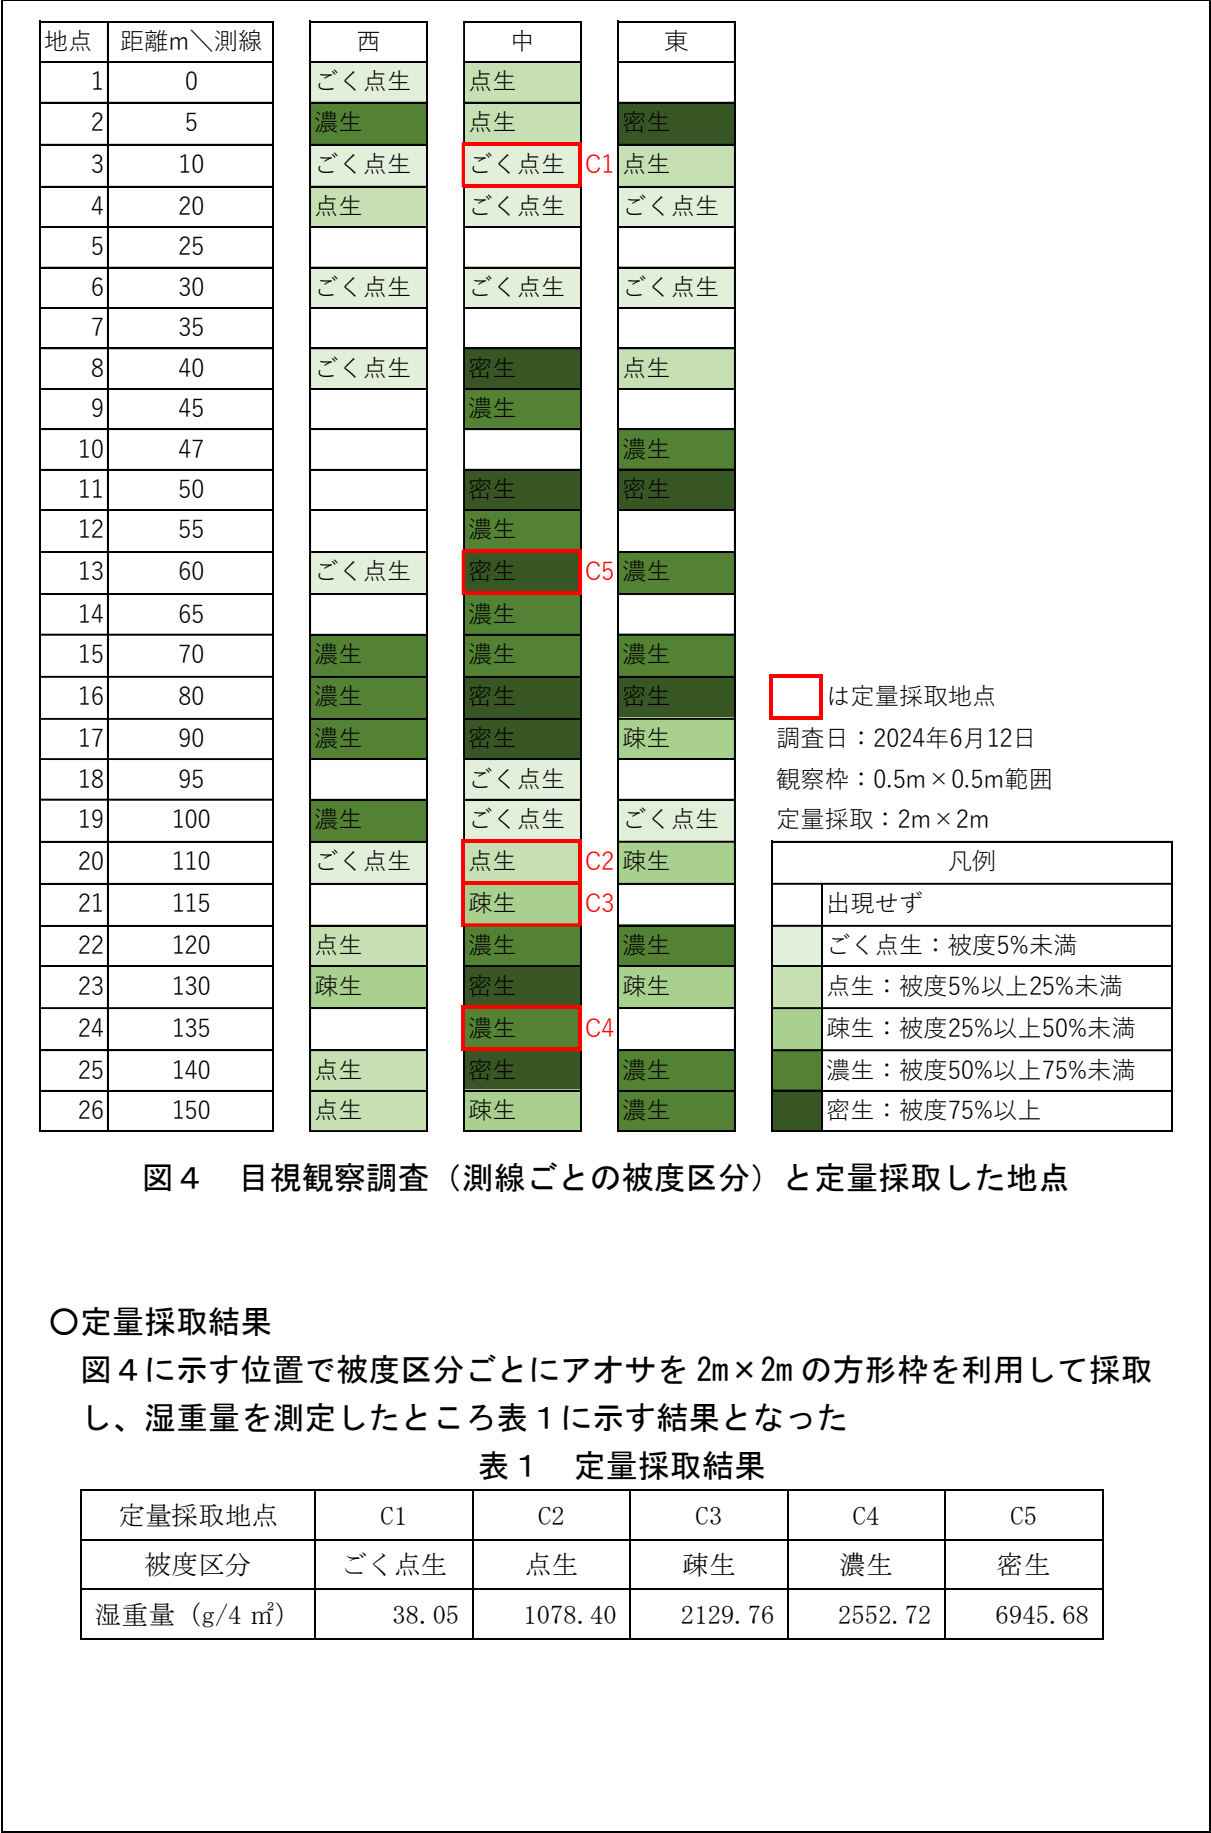 地点 距離m＼測線 西 中 東
1 0 ごく点生 点生
2 5 濃生 点生 密生
3 10 ごく点生 ごく点生 C1 点生
4 20 点生 ごく点生 ごく点生
5 25
6 30 ごく点生 ごく点生 ごく点生
7 35
8 40 ごく点生 密生 点生
9 45 濃生
10 47 濃生
11 50 密生 密生
12 55 濃生
13 60 ごく点生 密生 C5 濃生
14 65 濃生
15 70 濃生 濃生 濃生
16 80 濃生 密生 密生
17 90 濃生 密生 疎生
18 95 ごく点生
19 100 濃生 ごく点生 ごく点生
20 110 ごく点生 点生 C2 疎生
21 115 疎生 C3
22 120 点生 濃生 濃生
23 130 疎生 密生 疎生
24 135 濃生 C4
25 140 点生 密生 濃生
26 150 点生 疎生 濃生
は定量採取地点
調査日：2024年6月12日
観察枠：0.5m×0.5m範囲
定量採取：2m×2m
凡例
出現せず
ごく点生：被度5%未満
点生：被度5%以上25%未満
疎生：被度25%以上50%未満
濃生：被度50%以上75%未満
密生：被度75%以上
図４　目視観察調査（測線ごとの被度区分）と定量採取した地点
〇定量採取結果
図４に示す位置で被度区分ごとにアオサを 2m×2m の方形枠を利用して採取
し、湿重量を測定したところ表１に示す結果となった
表１　定量採取結果
定量採取地点 C1 C2 C3 C4 C5
被度区分 ごく点生 点生 疎生 濃生 密生
湿重量（g/4 ㎡） 38.05 1078.40 2129.76 2552.72 6945.68